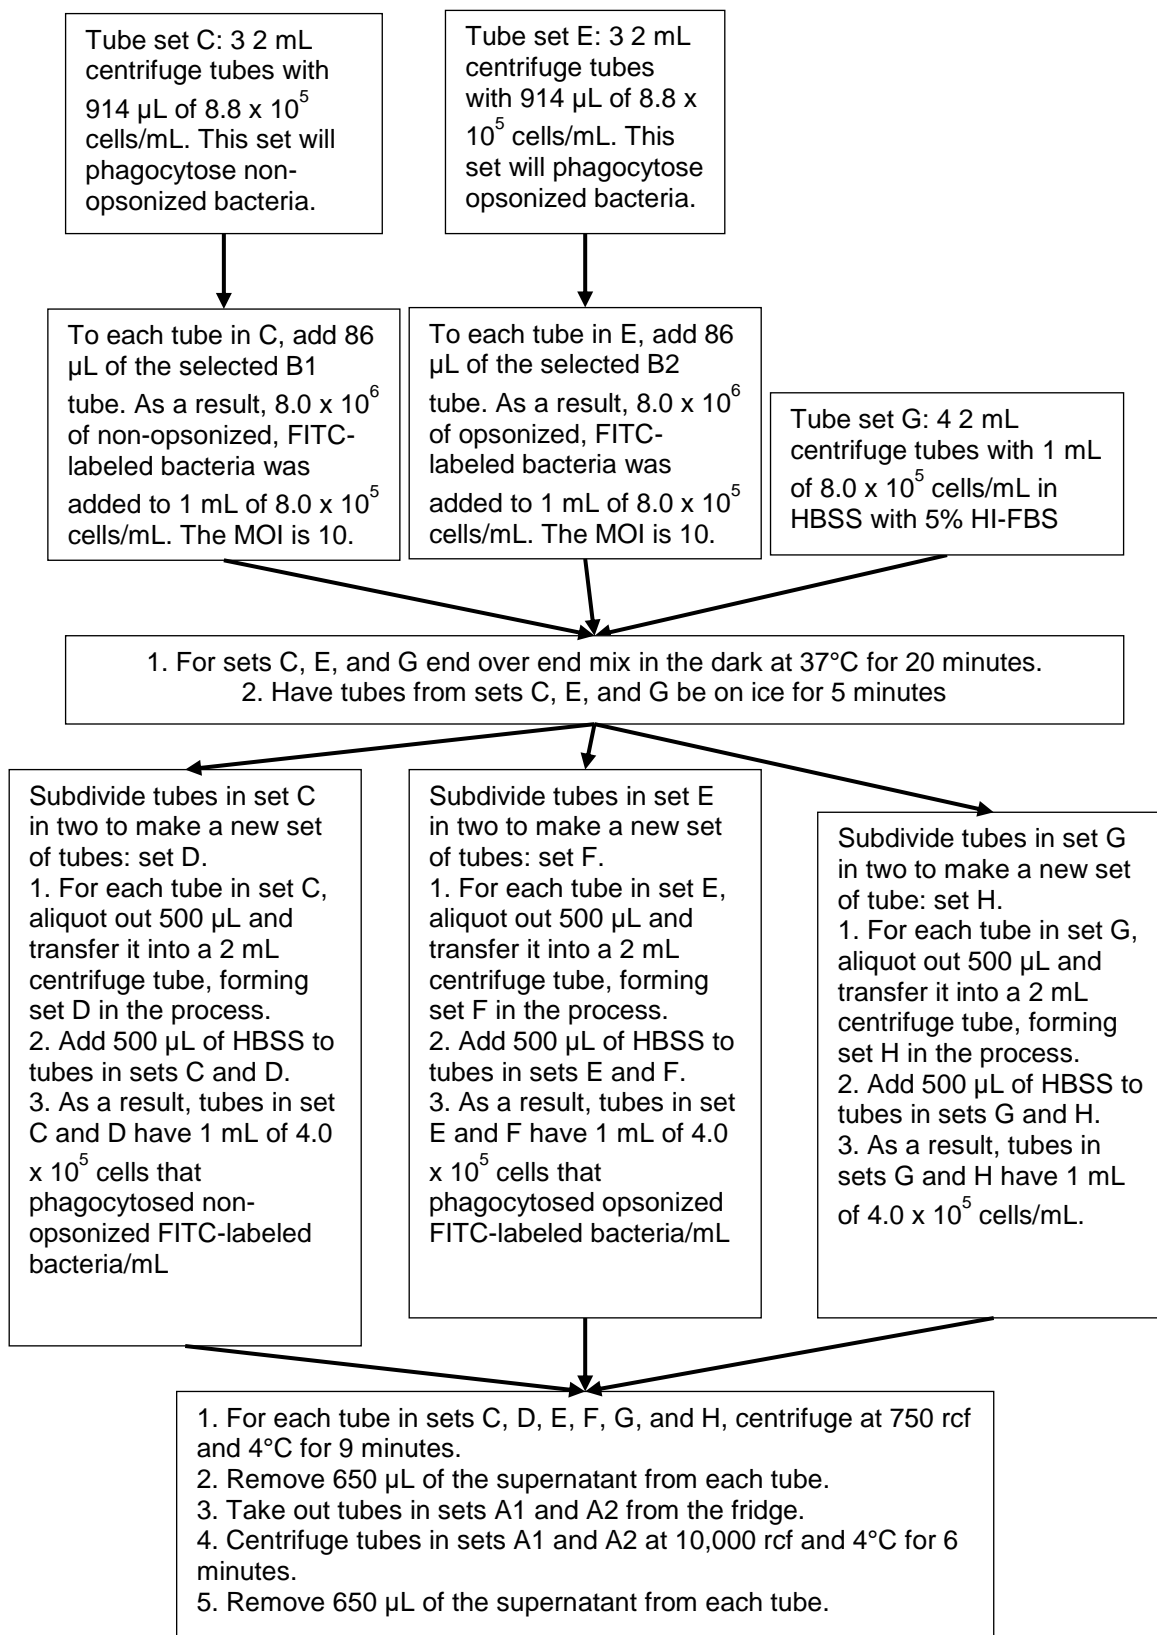 Tube set C: 3 2 mL
centrifuge tubes with
914 µL of 8.8 x 10⁵
cells/mL. This set will
phagocytose non-
opsonized bacteria.
Tube set E: 3 2 mL
centrifuge tubes
with 914 µL of 8.8 x
10⁵ cells/mL. This
set will phagocytose
opsonized bacteria.
To each tube in C, add 86
µL of the selected B1
tube. As a result, 8.0 x 10⁶
of non-opsonized, FITC-
labeled bacteria was
added to 1 mL of 8.0 x 10⁵
cells/mL. The MOI is 10.
To each tube in E, add 86
µL of the selected B2
tube. As a result, 8.0 x 10⁶
of opsonized, FITC-
labeled bacteria was
added to 1 mL of 8.0 x 10⁵
cells/mL. The MOI is 10.
Tube set G: 4 2 mL
centrifuge tubes with 1 mL
of 8.0 x 10⁵ cells/mL in
HBSS with 5% HI-FBS
1. For sets C, E, and G end over end mix in the dark at 37°C for 20 minutes.
2. Have tubes from sets C, E, and G be on ice for 5 minutes
Subdivide tubes in set C
in two to make a new set
of tubes: set D.
1. For each tube in set C,
aliquot out 500 µL and
transfer it into a 2 mL
centrifuge tube, forming
set D in the process.
2. Add 500 µL of HBSS to
tubes in sets C and D.
3. As a result, tubes in set
C and D have 1 mL of 4.0
x 10⁵ cells that
phagocytosed non-
opsonized FITC-labeled
bacteria/mL
Subdivide tubes in set E
in two to make a new set
of tubes: set F.
1. For each tube in set E,
aliquot out 500 µL and
transfer it into a 2 mL
centrifuge tube, forming
set F in the process.
2. Add 500 µL of HBSS to
tubes in sets E and F.
3. As a result, tubes in set
E and F have 1 mL of 4.0
x 10⁵ cells that
phagocytosed opsonized
FITC-labeled bacteria/mL
Subdivide tubes in set G
in two to make a new set
of tube: set H.
1. For each tube in set G,
aliquot out 500 µL and
transfer it into a 2 mL
centrifuge tube, forming
set H in the process.
2. Add 500 µL of HBSS to
tubes in sets G and H.
3. As a result, tubes in
sets G and H have 1 mL
of 4.0 x 10⁵ cells/mL.
1. For each tube in sets C, D, E, F, G, and H, centrifuge at 750 rcf
and 4°C for 9 minutes.
2. Remove 650 µL of the supernatant from each tube.
3. Take out tubes in sets A1 and A2 from the fridge.
4. Centrifuge tubes in sets A1 and A2 at 10,000 rcf and 4°C for 6
minutes.
5. Remove 650 µL of the supernatant from each tube.